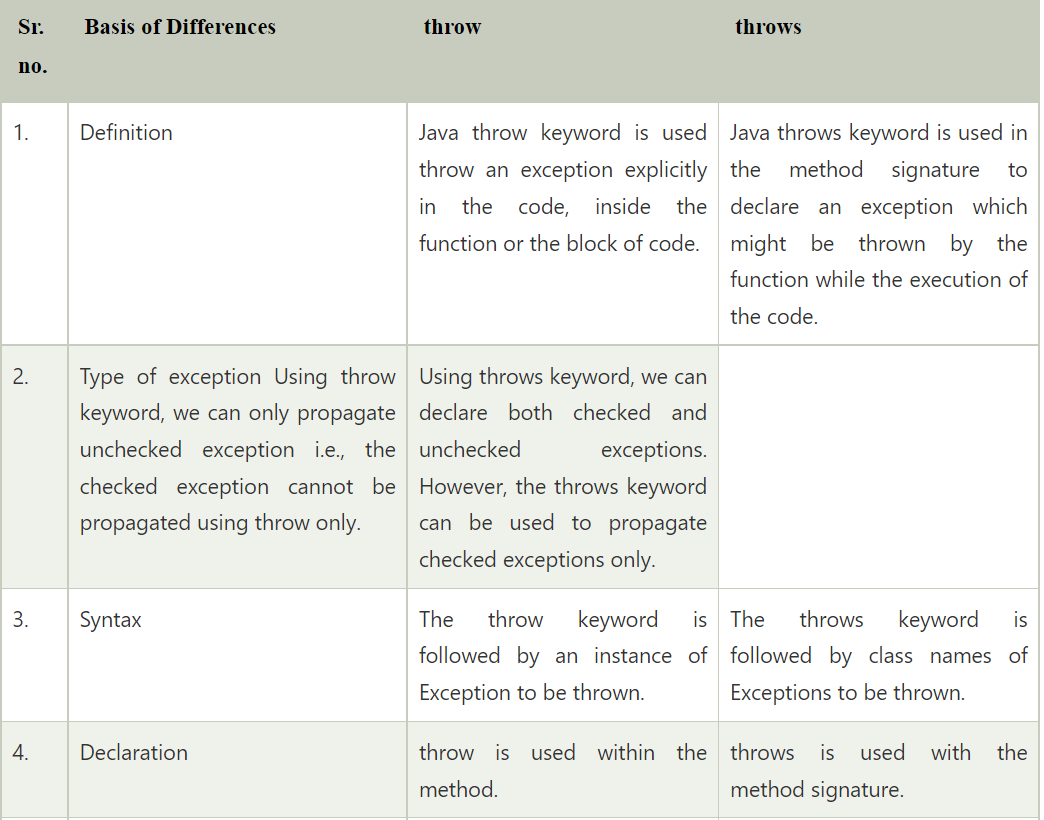 Sr. no.
Basis of Differences
throw
throws
1.
Definition
Java throw keyword is used
throw an exception explicitly
in the code, inside the
function or the block of code.
Java throws keyword is used in
the method signature to
declare an exception which
might be thrown by the
function while the execution of
the code.
2.
Type of exception Using throw
keyword, we can only propagate
unchecked exception i.e., the
checked exception cannot be
propagated using throw only.
Using throws keyword, we can
declare both checked and
unchecked exceptions.
However, the throws keyword
can be used to propagate
checked exceptions only.
3.
Syntax
The throw keyword is
followed by an instance of
Exception to be thrown.
The throws keyword is
followed by class names of
Exceptions to be thrown.
4.
Declaration
throw is used within the
method.
throws is used with the
method signature.